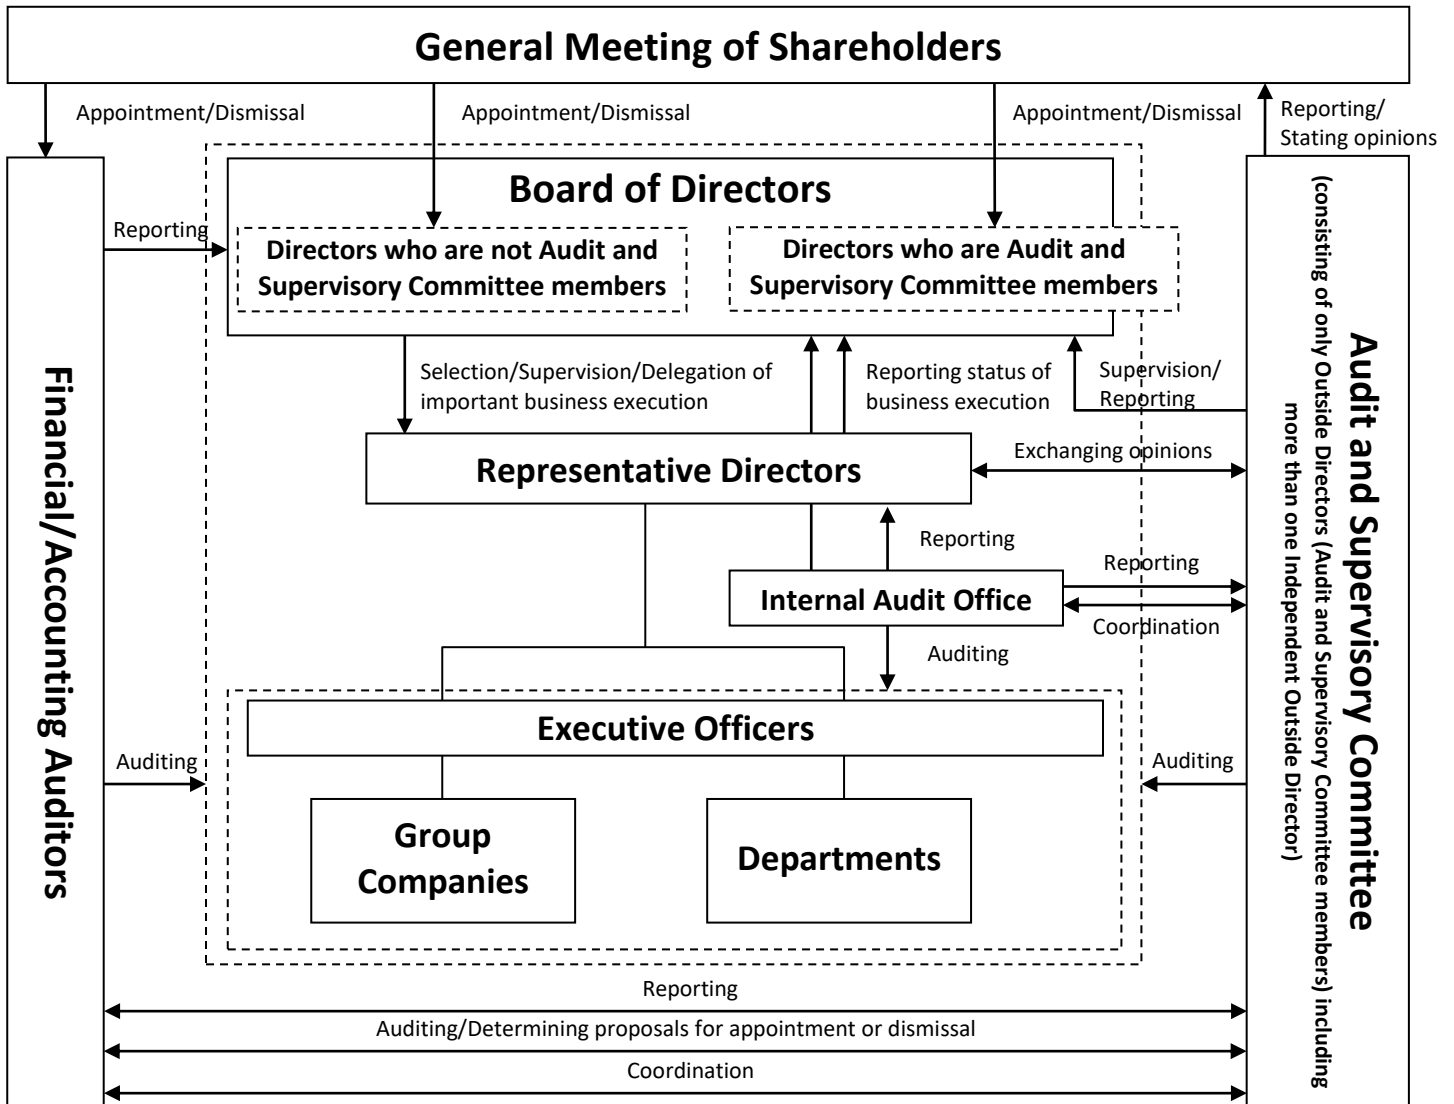 General Meeting of Shareholders
Appointment/Dismissal
Appointment/Dismissal
Appointment/Dismissal
Reporting/
Stating opinions
Board of Directors
Reporting
Directors who are not Audit and
Supervisory Committee members
Directors who are Audit and
Supervisory Committee members
Financial/Accounting Auditors
Audit and Supervisory Committee
(consisting of only Outside Directors (Audit and Supervisory Committee members) including
more than one Independent Outside Director)
Selection/Supervision/Delegation of
important business execution
Reporting status of
business execution
Supervision/
Reporting
Representative Directors
Exchanging opinions
Reporting
Internal Audit Office
Reporting
Coordination
Auditing
Executive Officers
Auditing
Auditing
Group
Companies
Departments
Reporting
Auditing/Determining proposals for appointment or dismissal
Coordination